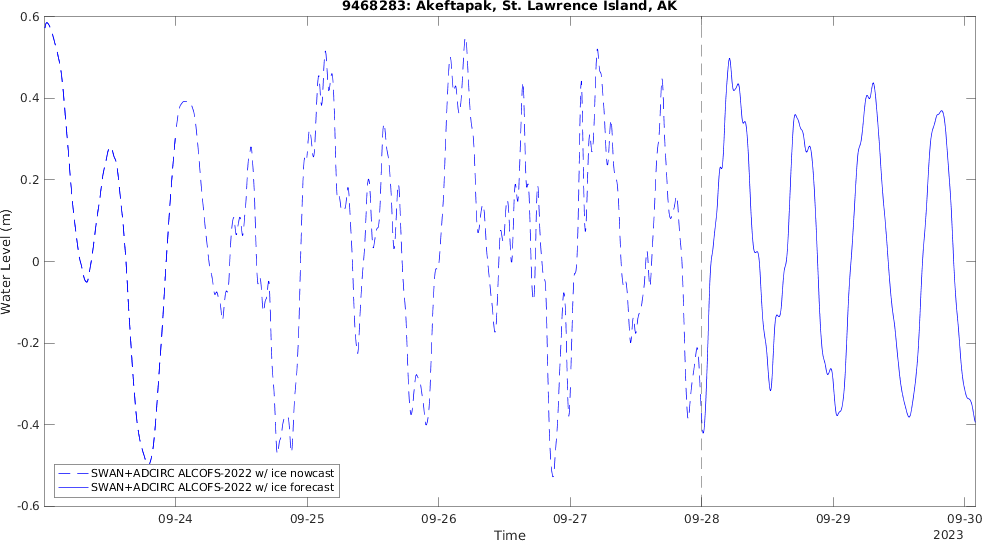 9468283: Akeftapak, St. Lawrence Island, AK
Water Level (m)
0.6
0.4
0.2
0
-0.2
-0.4
-0.6
SWAN+ADCIRC ALCOFS-2022 w/ ice nowcast
SWAN+ADCIRC ALCOFS-2022 w/ ice forecast
09-24 09-25 09-26 09-27 09-28 09-29 09-30
Time
2023